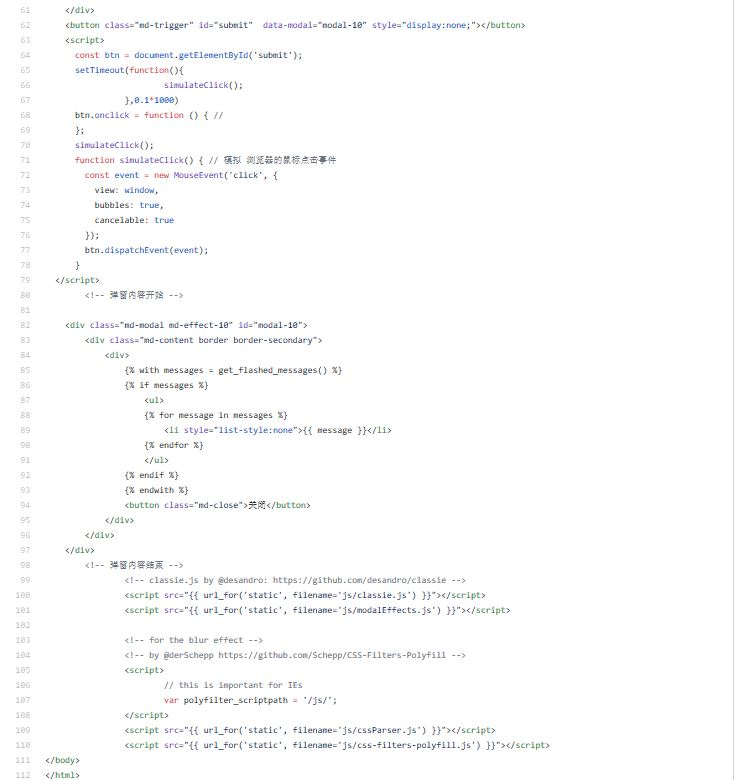 61 </div>
62 <button class="md-trigger" id="submit"  data-modal="modal-10" style="display:none;"></button>
63 <script>
64 const btn = document.getElementById('submit');
65 setTimeout(function(){
66 simulateClick();
67 },0.1*1000)
68 btn.onclick = function () { //
69 };
70 simulateClick();
71 function simulateClick() { // 模拟 浏览器的鼠标点击事件
72 const event = new MouseEvent('click', {
73 view: window,
74 bubbles: true,
75 cancelable: true
76 });
77 btn.dispatchEvent(event);
78 }
79 </script>
80 <!-- 弹窗内容开始 -->
81
82 <div class="md-modal md-effect-10" id="modal-10">
83 <div class="md-content border border-secondary">
84 <div>
85 {% with messages = get_flashed_messages() %}
86 {% if messages %}
87 <ul>
88 {% for message in messages %}
89 <li style="list-style:none">{{ message }}</li>
90 {% endfor %}
91 </ul>
92 {% endif %}
93 {% endwith %}
94 <button class="md-close">关闭</button>
95 </div>
96 </div>
97 </div>
98 <!-- 弹窗内容结束 -->
99 <!-- classie.js by @desandro: https://github.com/desandro/classie -->
100 <script src="{{ url_for('static', filename='js/classie.js') }}"></script>
101 <script src="{{ url_for('static', filename='js/modalEffects.js') }}"></script>
102
103 <!-- for the blur effect -->
104 <!-- by @derSchepp https://github.com/Schepp/CSS-Filters-Polyfill -->
105 <script>
106 // this is important for IEs
107 var polyfilter_scriptpath = '/js/';
108 </script>
109 <script src="{{ url_for('static', filename='js/cssParser.js') }}"></script>
110 <script src="{{ url_for('static', filename='js/css-filters-polyfill.js') }}"></script>
111 </body>
112 </html>